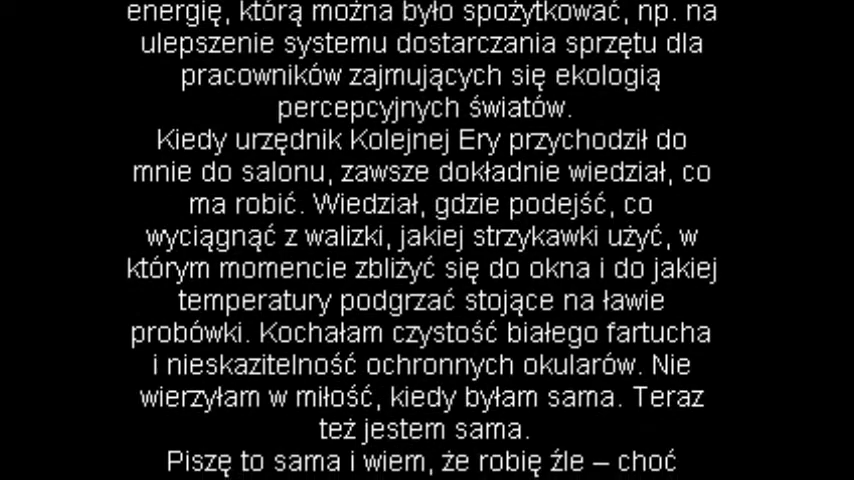 energię, którą można było spożytkować, np. na
ulepszenie systemu dostarczania sprzętu dla
pracowników zajmujących się ekologią
percepcyjnych światów.
Kiedy urzędnik Kolejnej Ery przychodził do
mnie do salonu, zawsze dokładnie wiedział, co
ma robić. Wiedział, gdzie podejść, co
wyciągnąć z walizki, jakiej strzykawki użyć, w
którym momencie zbliżyć się do okna i do jakiej
temperatury podgrzać stojące na ławie
probówki. Kochałam czystość białego fartucha
i nieskazitelność ochronnych okularów. Nie
wierzyłam w miłość, kiedy byłam sama. Teraz
też jestem sama.
Piszę to sama i wiem, że robię źle – choć